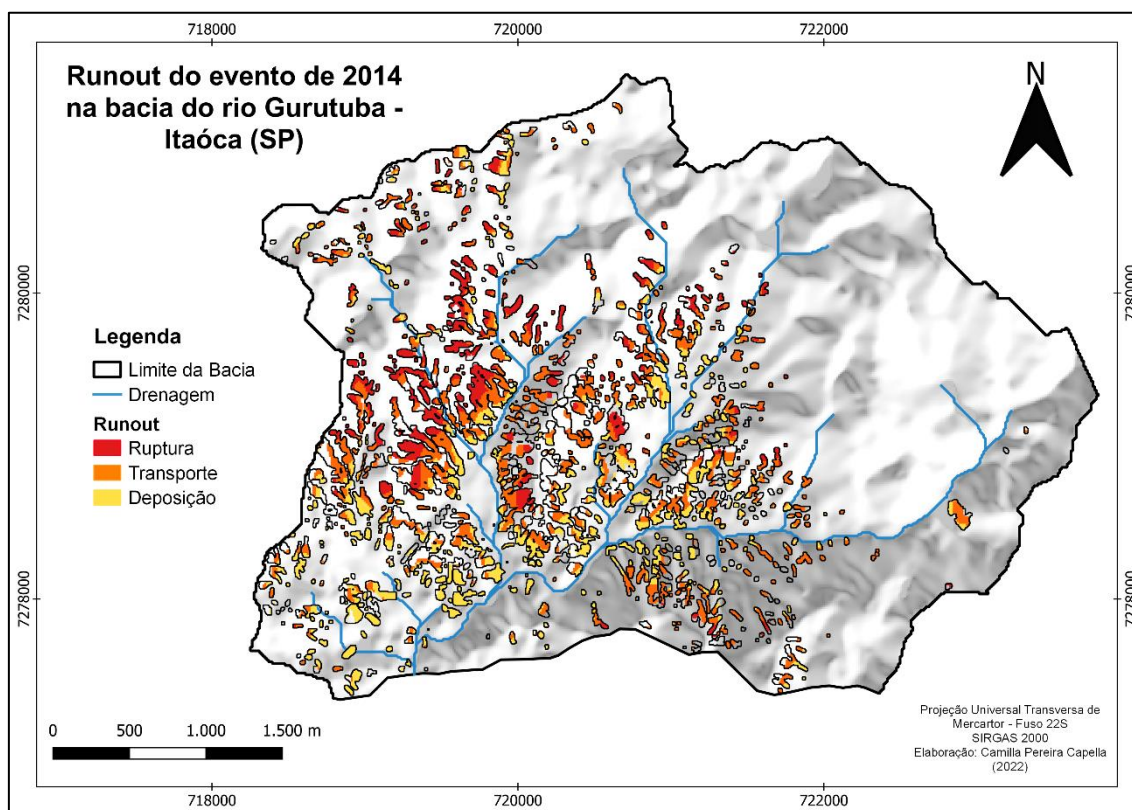 718000
720000
722000
Runout do evento de 2014
na bacia do rio Gurutuba -
Itaóca (SP)
N
7280000
7280000
Legenda
Limite da Bacia
Drenagem
Runout
Ruptura
Transporte
Deposição
7278000
7278000
0 500 1.000 1.500 m
Projeção Universal Transversa de
Mercartor - Fuso 22S
SIRGAS 2000
Elaboração: Camilla Pereira Capella
(2022)
718000
720000
722000